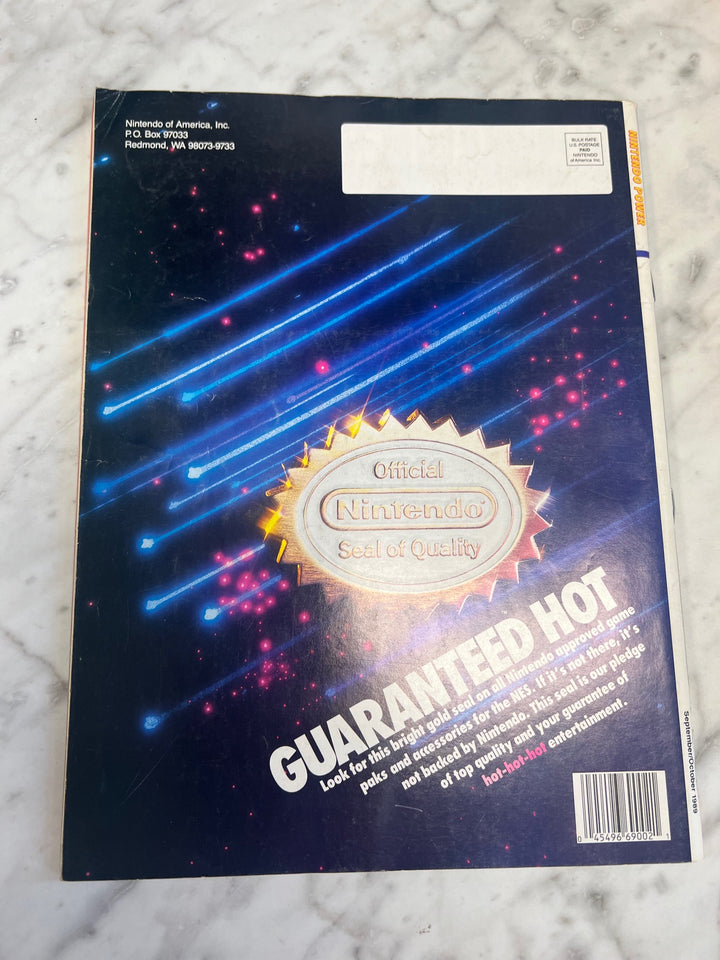 Nintendo of America, Inc.
P.O. Box 97033
Redmond, WA 98073-9733
BULK RATE
U.S. POSTAGE
PAID
NINTENDO
of America Inc.
NINTENDO POWER
Official
Nintendo®
Seal of Quality
GUARANTEED HOT
Look for this bright gold seal on all Nintendo approved game
paks and accessories for the NES. If it's not there, it's
not backed by Nintendo. This seal is our pledge
of top quality and your guarantee of
hot-hot-hot entertainment.
September/October 1989
0 45496 69002 1